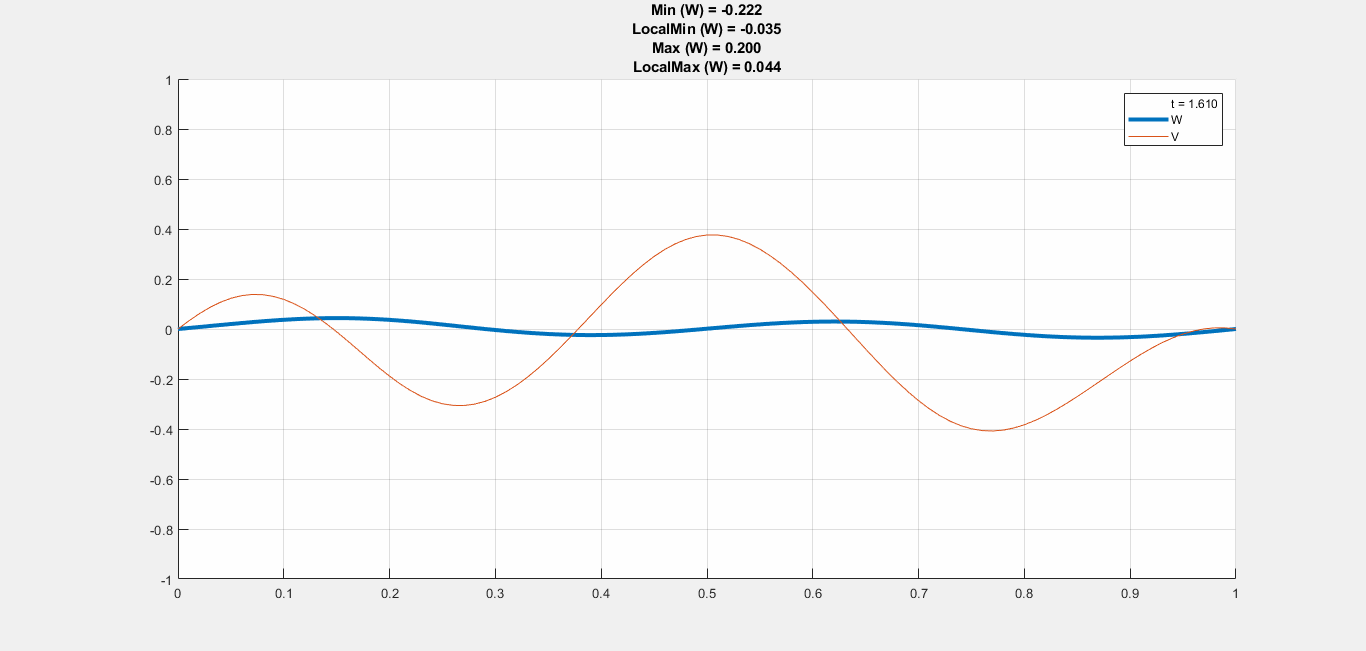 Min (W) = -0.222
LocalMin (W) = -0.035
Max (W) = 0.200
LocalMax (W) = 0.044
t = 1.610
W
V
1
0.8
0.6
0.4
0.2
0
-0.2
-0.4
-0.6
-0.8
-1
0 0.1 0.2 0.3 0.4 0.5 0.6 0.7 0.8 0.9 1